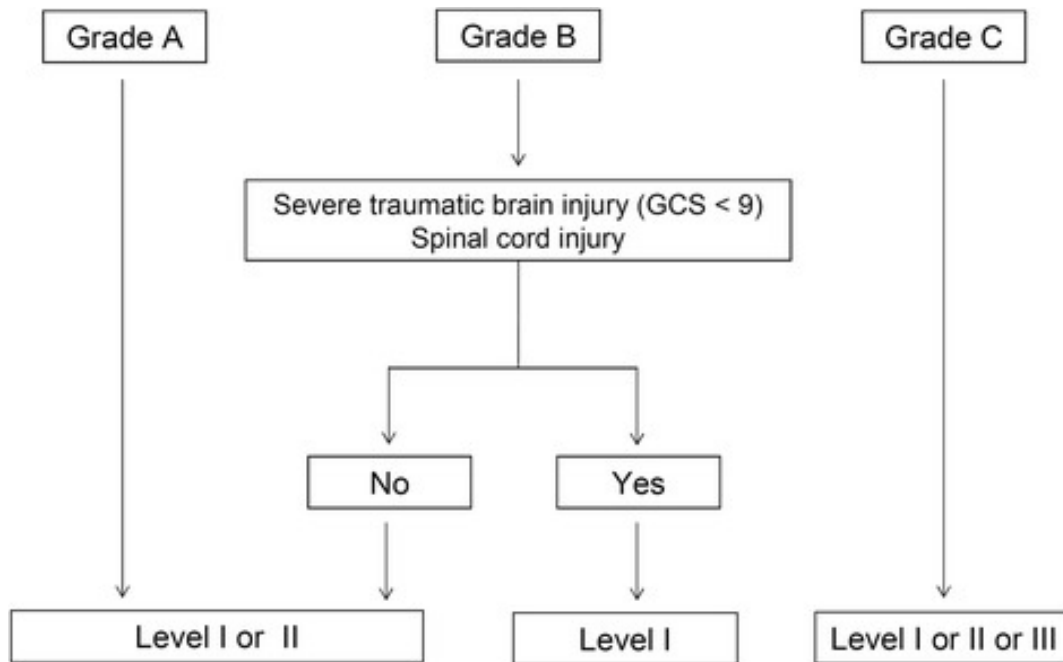 Grade A
Grade B
Grade C
Severe traumatic brain injury (GCS < 9)
Spinal cord injury
No
Yes
Level I or II
Level I
Level I or II or III